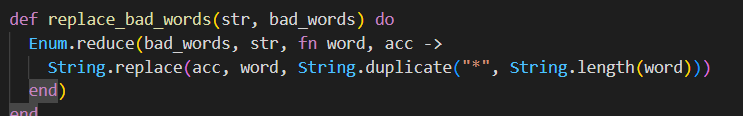 def replace_bad_words(str, bad_words) do
  Enum.reduce(bad_words, str, fn word, acc ->
    String.replace(acc, word, String.duplicate("*", String.length(word)))
  end)
end